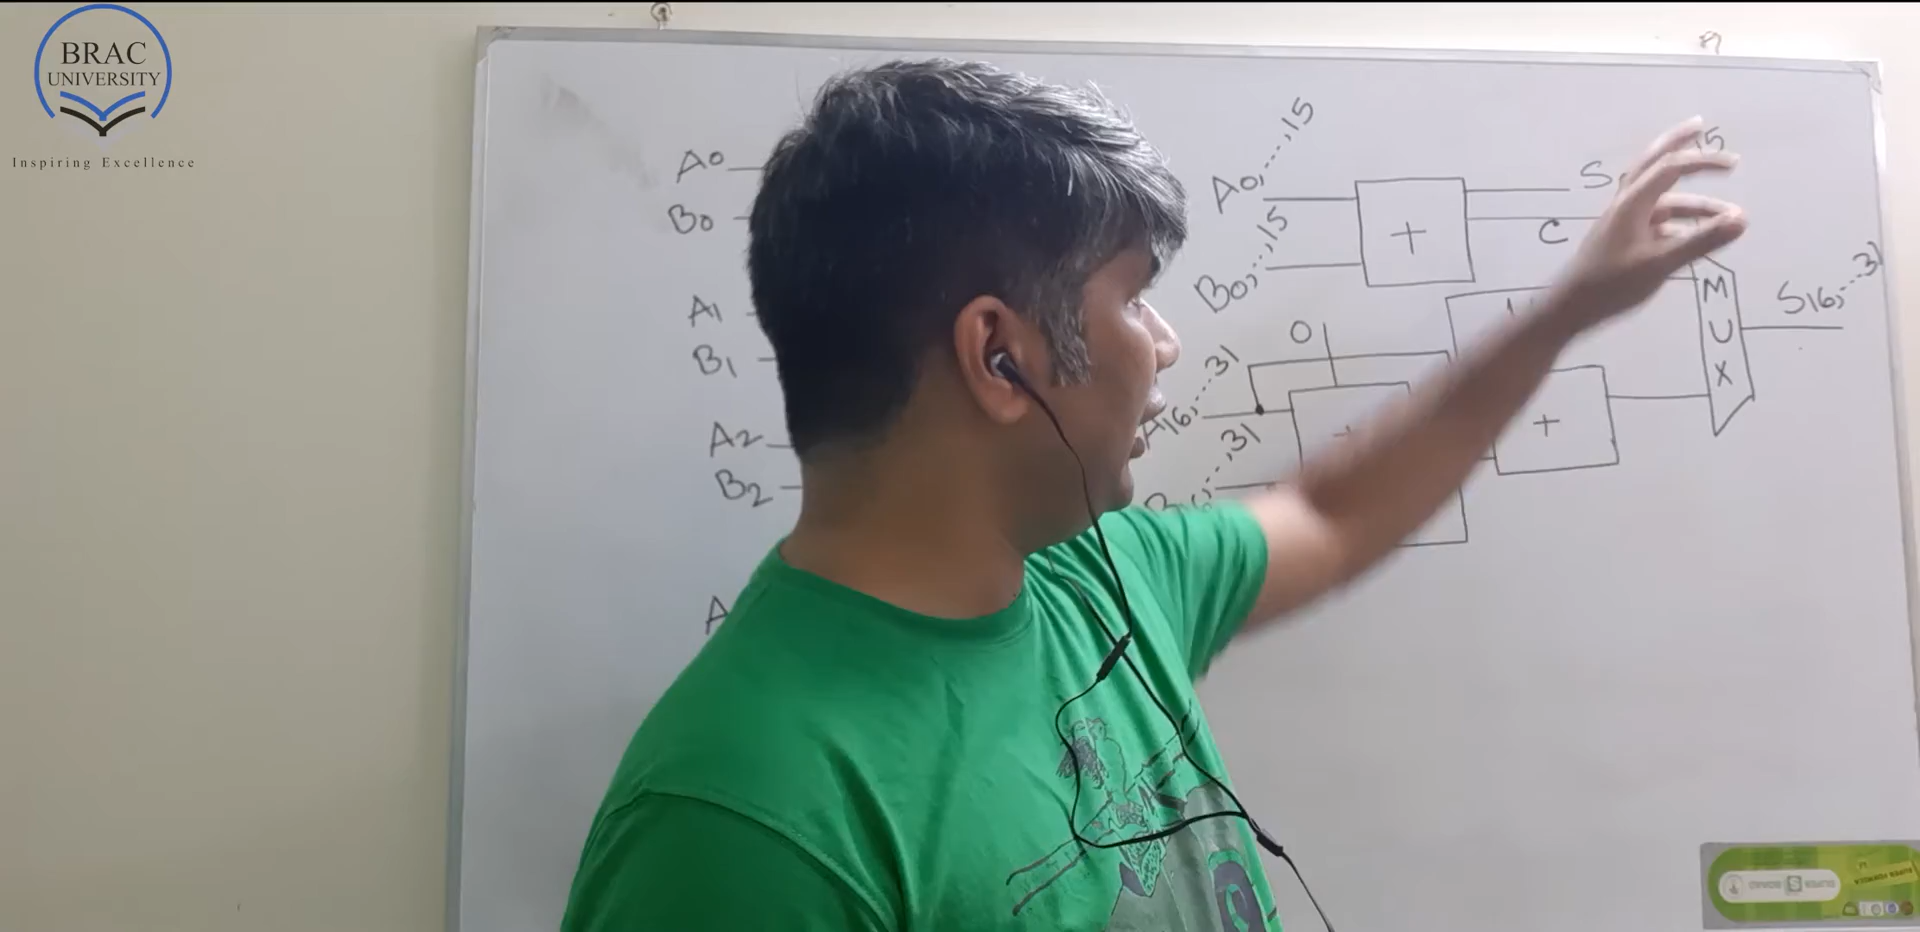 BRAC
UNIVERSITY
Inspiring Excellence
A0
B0
A1
B1
A2
B2
A
A0,...,15
B0,...,15
+
S
15
C
0
A16,...31
...,31
+
M
U
X
S16,...31